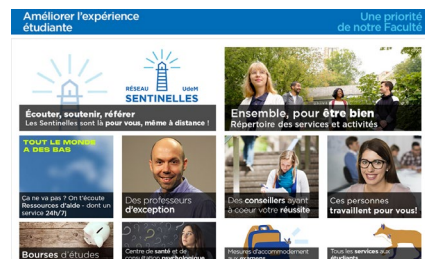 Améliorer l'expérience
étudiante
Une priorité
de notre Faculté
RÉSEAU UdeM
SENTINELLES
Écouter, soutenir, référer
Les Sentinelles sont là pour vous, même à distance !
Ensemble, pour être bien
Répertoire des services et activités
TOUT LE MONDE
A DES BAS
Ça ne va pas ? On t'écoute
Ressources d'aide - dont un
service 24h/7j
Des professeurs
d'exception
Des conseillers ayant
à coeur votre réussite
Ces personnes
travaillent pour vous!
Bourses d'études
Centre de santé et de
consultation psychologique
Mesures d'accommodement
aux examens
Tous les services aux
étudiants